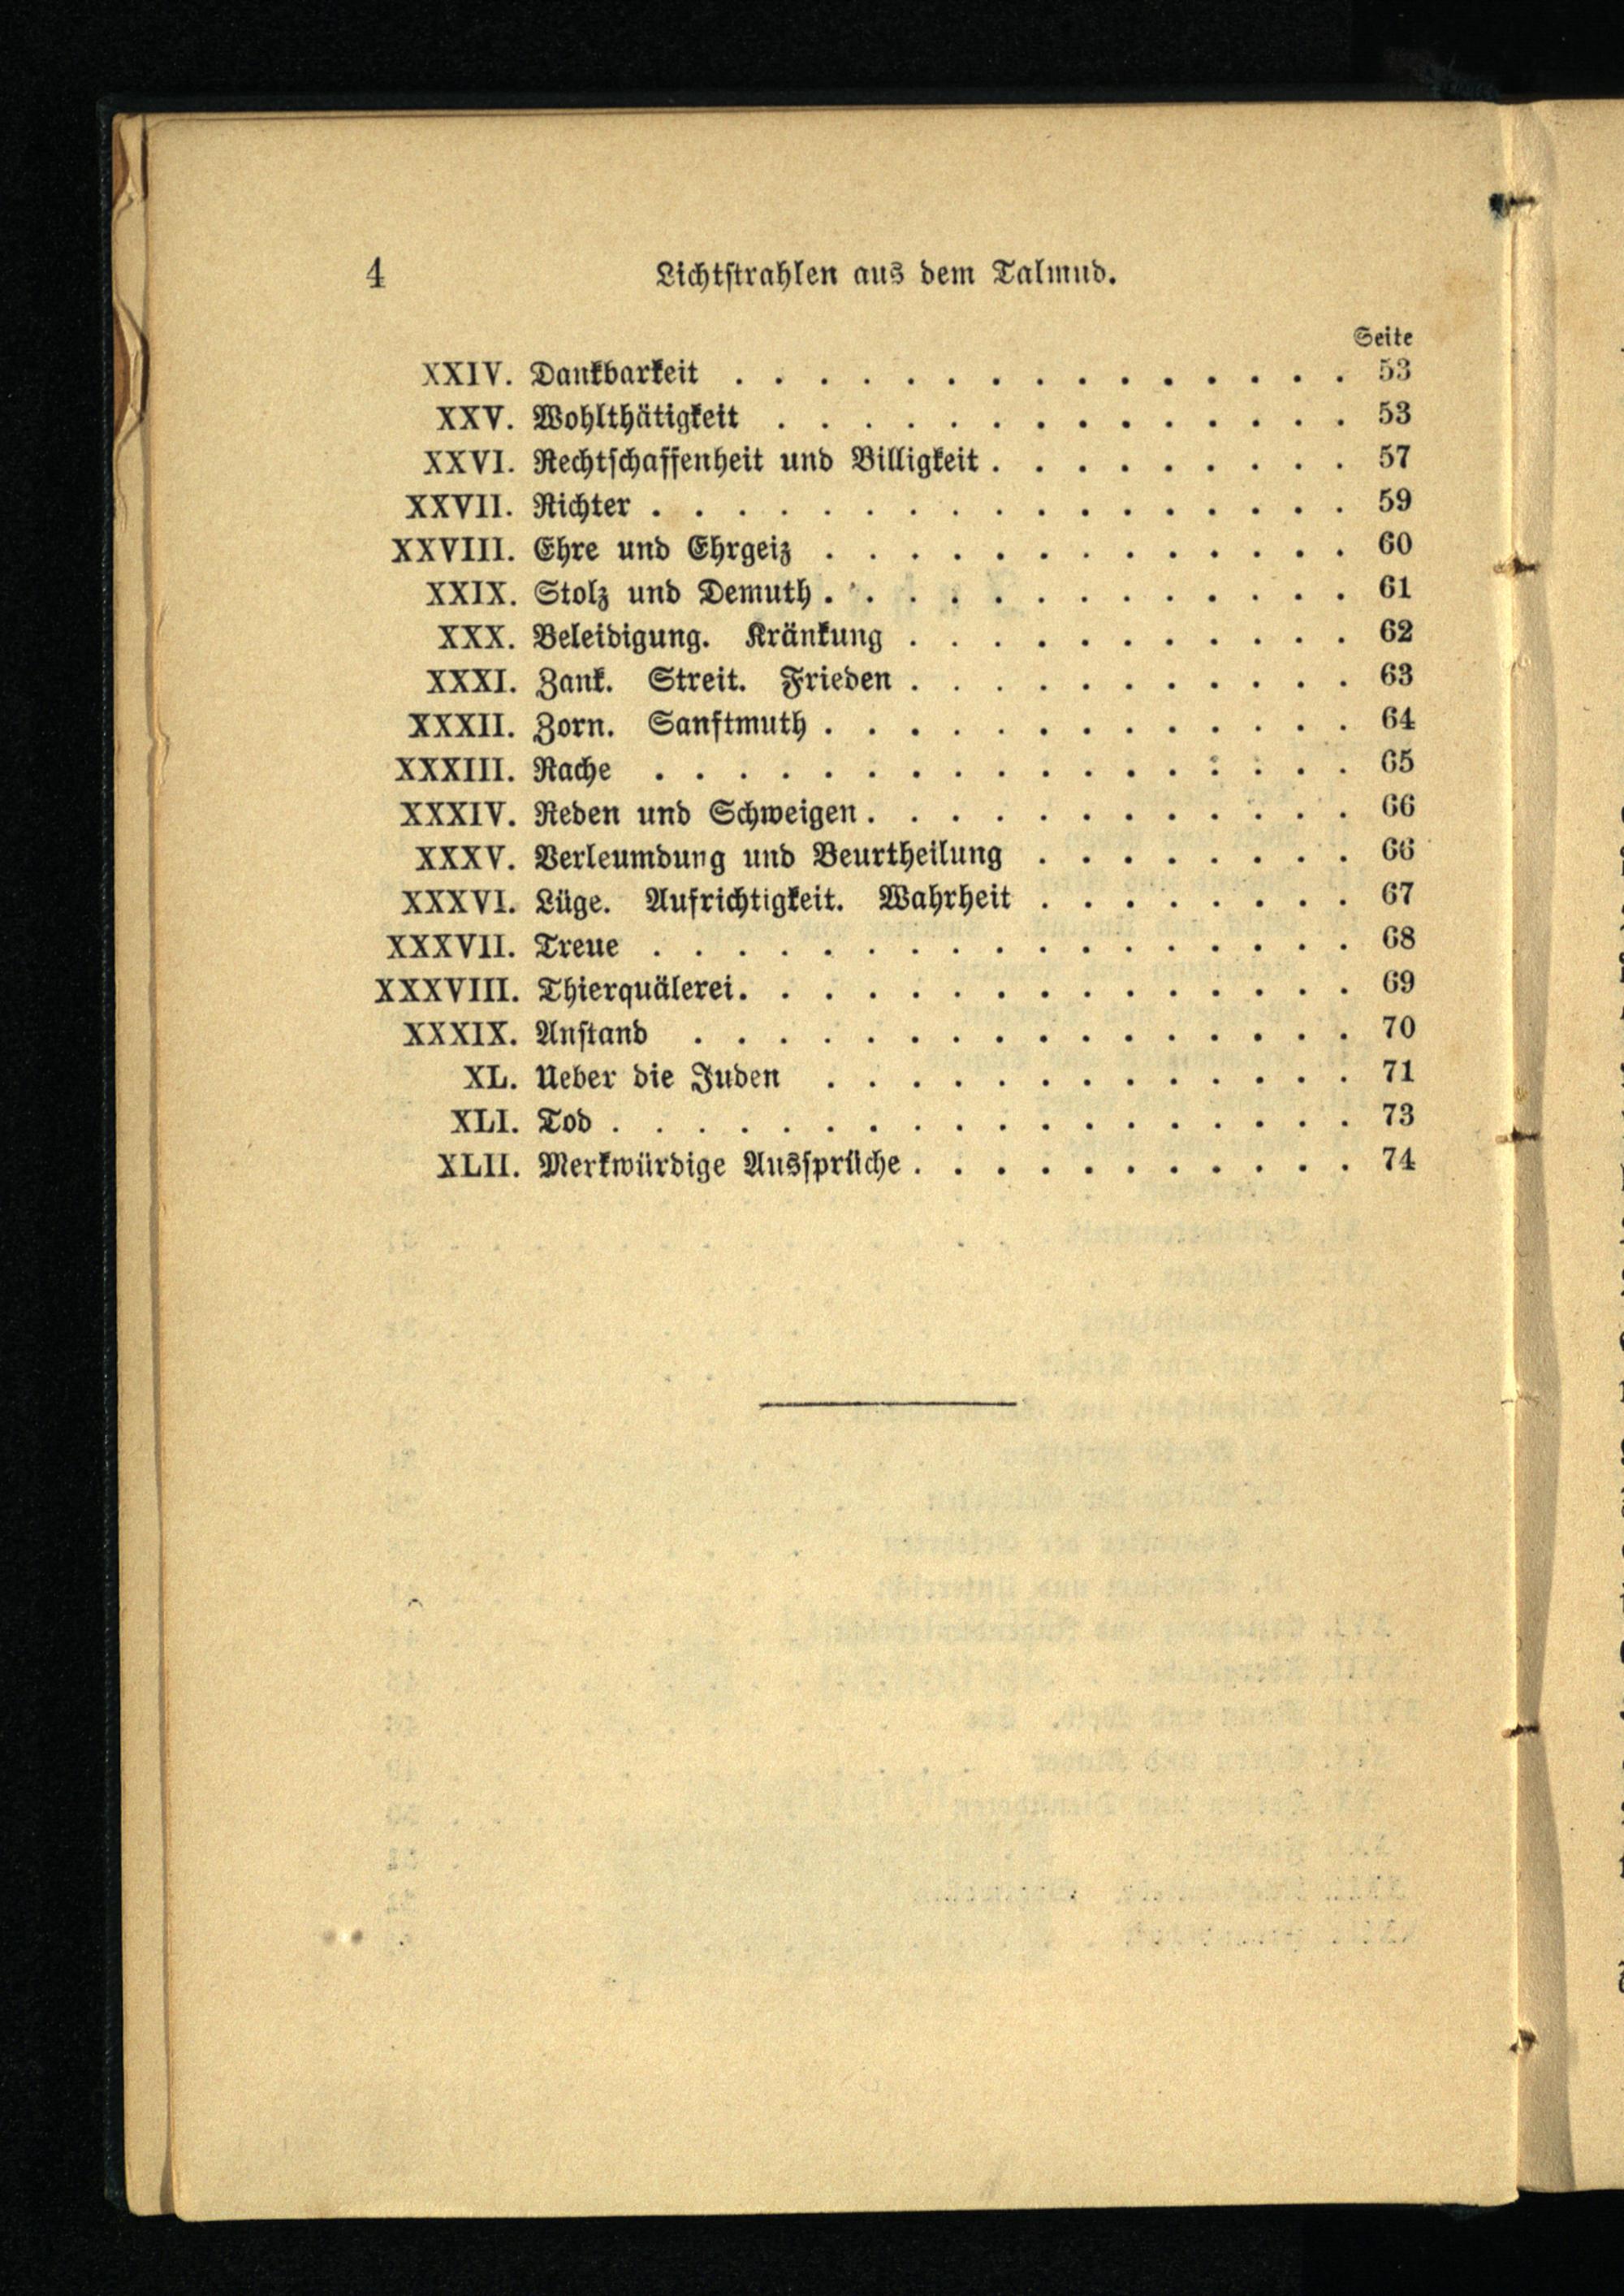 4 Lichtstrahlen aus dem Talmud.
Seite
XXIV. Dankbarkeit . . . . . . . . . . . . . . . 53
XXV. Wohlthätigkeit . . . . . . . . . . . . . . 53
XXVI. Rechtschaffenheit und Billigkeit . . . . . . . . . 57
XXVII. Richter . . . . . . . . . . . . . . . . . 59
XXVIII. Ehre und Ehrgeiz . . . . . . . . . . . . . 60
XXIX. Stolz und Demuth . . . . . . . . . . . . . 61
XXX. Beleidigung. Kränkung . . . . . . . . . . . 62
XXXI. Zank. Streit. Frieden . . . . . . . . . . . 63
XXXII. Zorn. Sanftmuth . . . . . . . . . . . . . 64
XXXIII. Rache . . . . . . . . . . . . . . . . . 65
XXXIV. Reden und Schweigen . . . . . . . . . . . . 66
XXXV. Verleumdung und Beurtheilung . . . . . . . . 66
XXXVI. Lüge. Aufrichtigkeit. Wahrheit . . . . . . . . 67
XXXVII. Treue . . . . . . . . . . . . . . . . . 68
XXXVIII. Thierquälerei . . . . . . . . . . . . . . . 69
XXXIX. Anstand . . . . . . . . . . . . . . . . 70
XL. Ueber die Juden . . . . . . . . . . . . . 71
XLI. Tod . . . . . . . . . . . . . . . . . . 73
XLII. Merkwürdige Aussprüche . . . . . . . . . . . 74